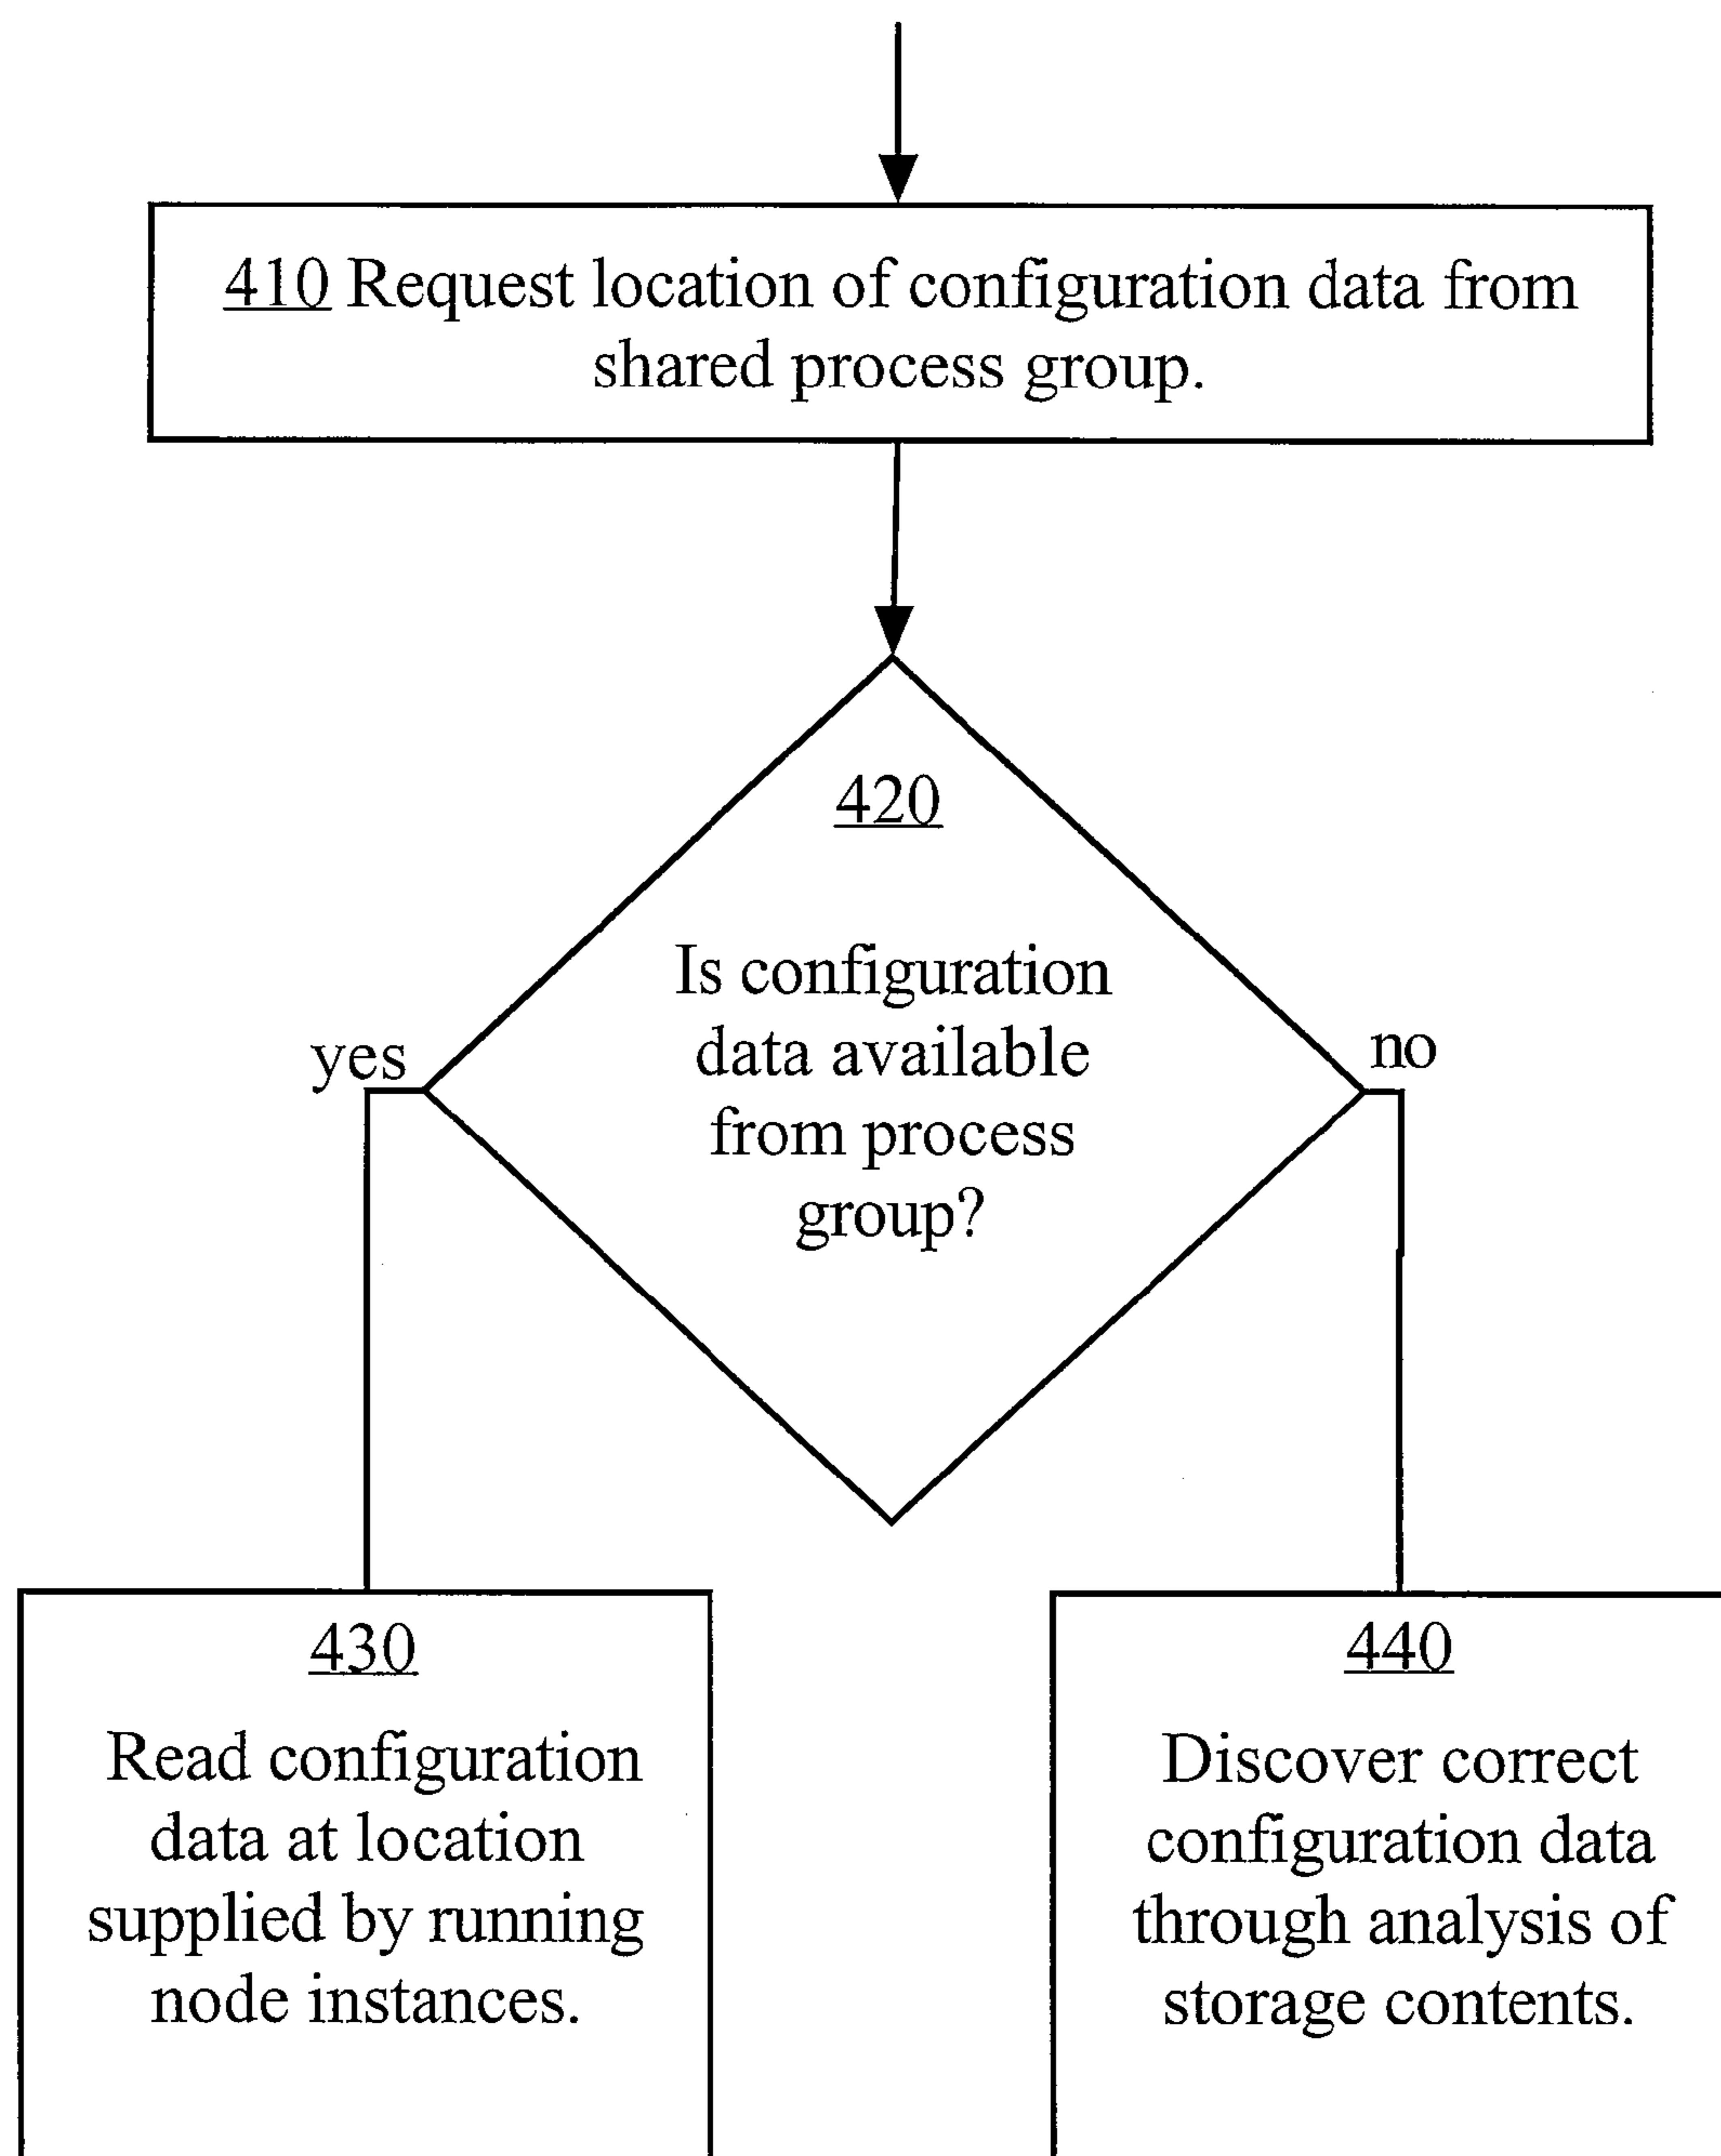 410 Request location of configuration data from
shared process group.
420
Is configuration
data available
from process
group?
yes
no
430
Read configuration
data at location
supplied by running
node instances.
440
Discover correct
configuration data
through analysis of
storage contents.